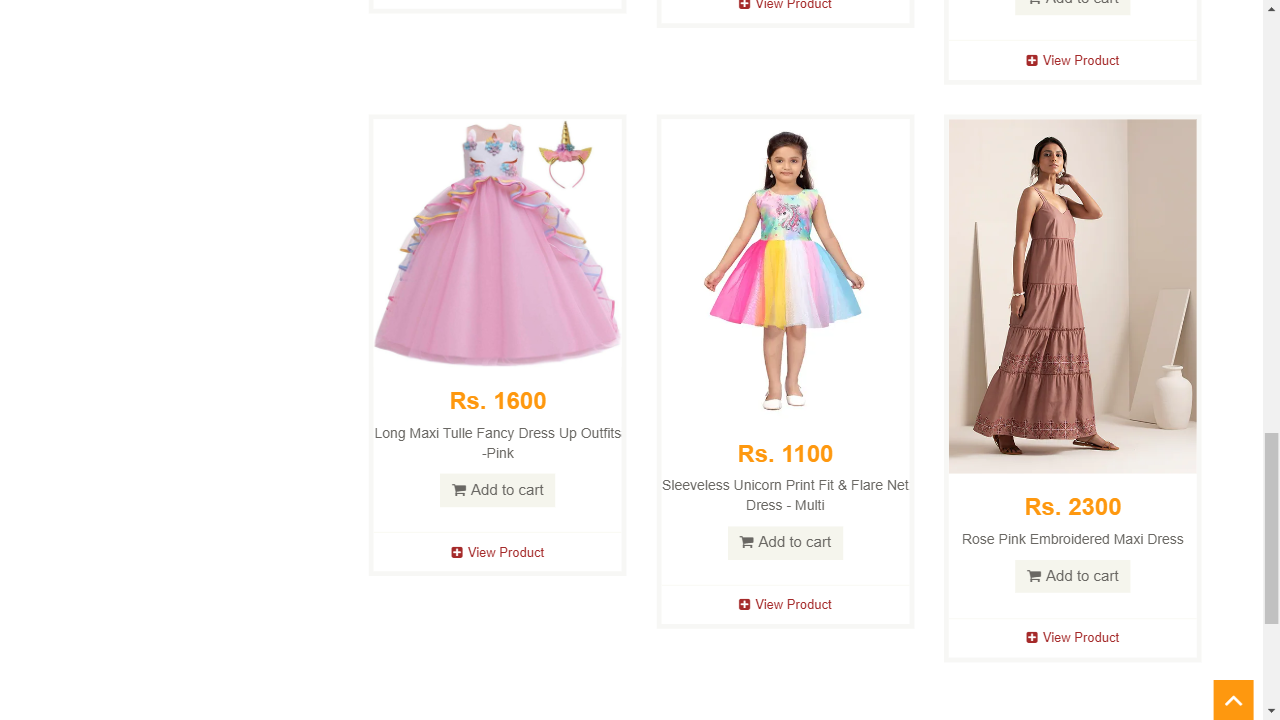 View Product
Add to cart
View Product
Rs. 1600
Long Maxi Tulle Fancy Dress Up Outfits
-Pink
Add to cart
View Product
Rs. 1100
Sleeveless Unicorn Print Fit & Flare Net
Dress - Multi
Add to cart
View Product
Rs. 2300
Rose Pink Embroidered Maxi Dress
Add to cart
View Product